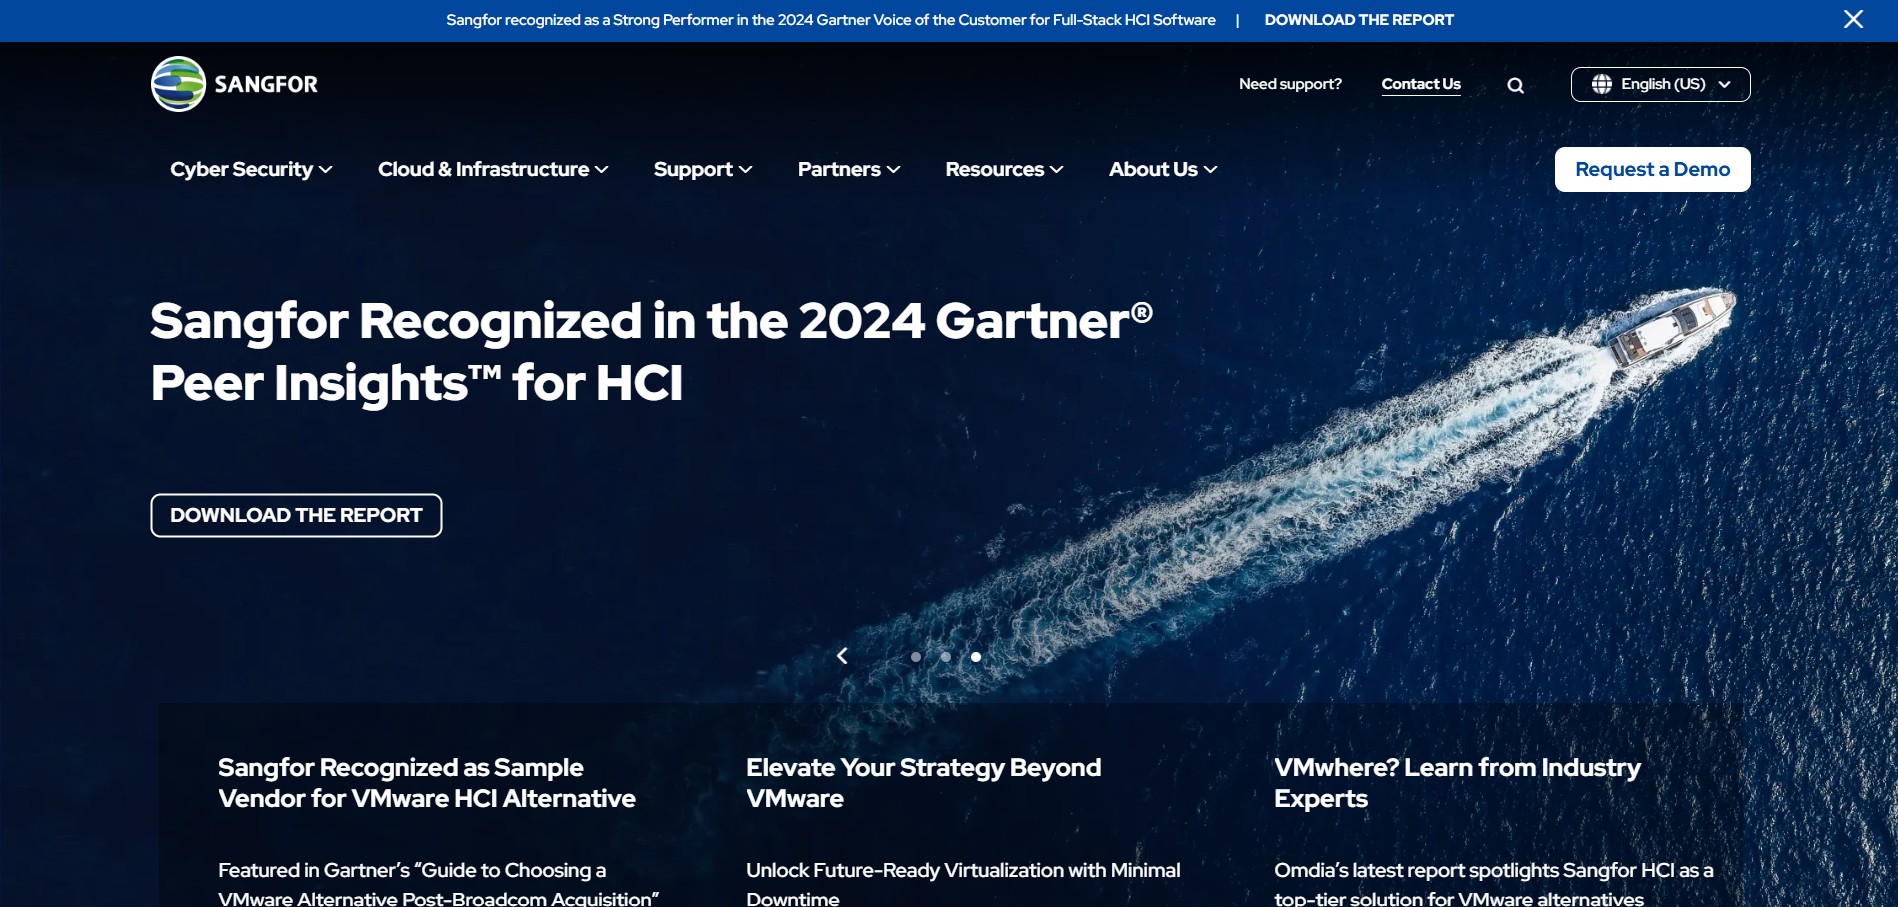 Sangfor recognized as a Strong Performer in the 2024 Gartner Voice of the Customer for Full-Stack HCI Software | DOWNLOAD THE REPORT
SANGFOR
Need support?
Contact Us
English (US)
Cyber Security
Cloud & Infrastructure
Support
Partners
Resources
About Us
Request a Demo
Sangfor Recognized in the 2024 Gartner®
Peer Insights™ for HCI
DOWNLOAD THE REPORT
Sangfor Recognized as Sample
Vendor for VMware HCI Alternative
Featured in Gartner’s “Guide to Choosing a
VMware Alternative Post-Broadcom Acquisition”
Elevate Your Strategy Beyond
VMware
Unlock Future-Ready Virtualization with Minimal
Downtime
VMwhere? Learn from Industry
Experts
Omdia’s latest report spotlights Sangfor HCI as a
top-tier solution for VMware alternatives